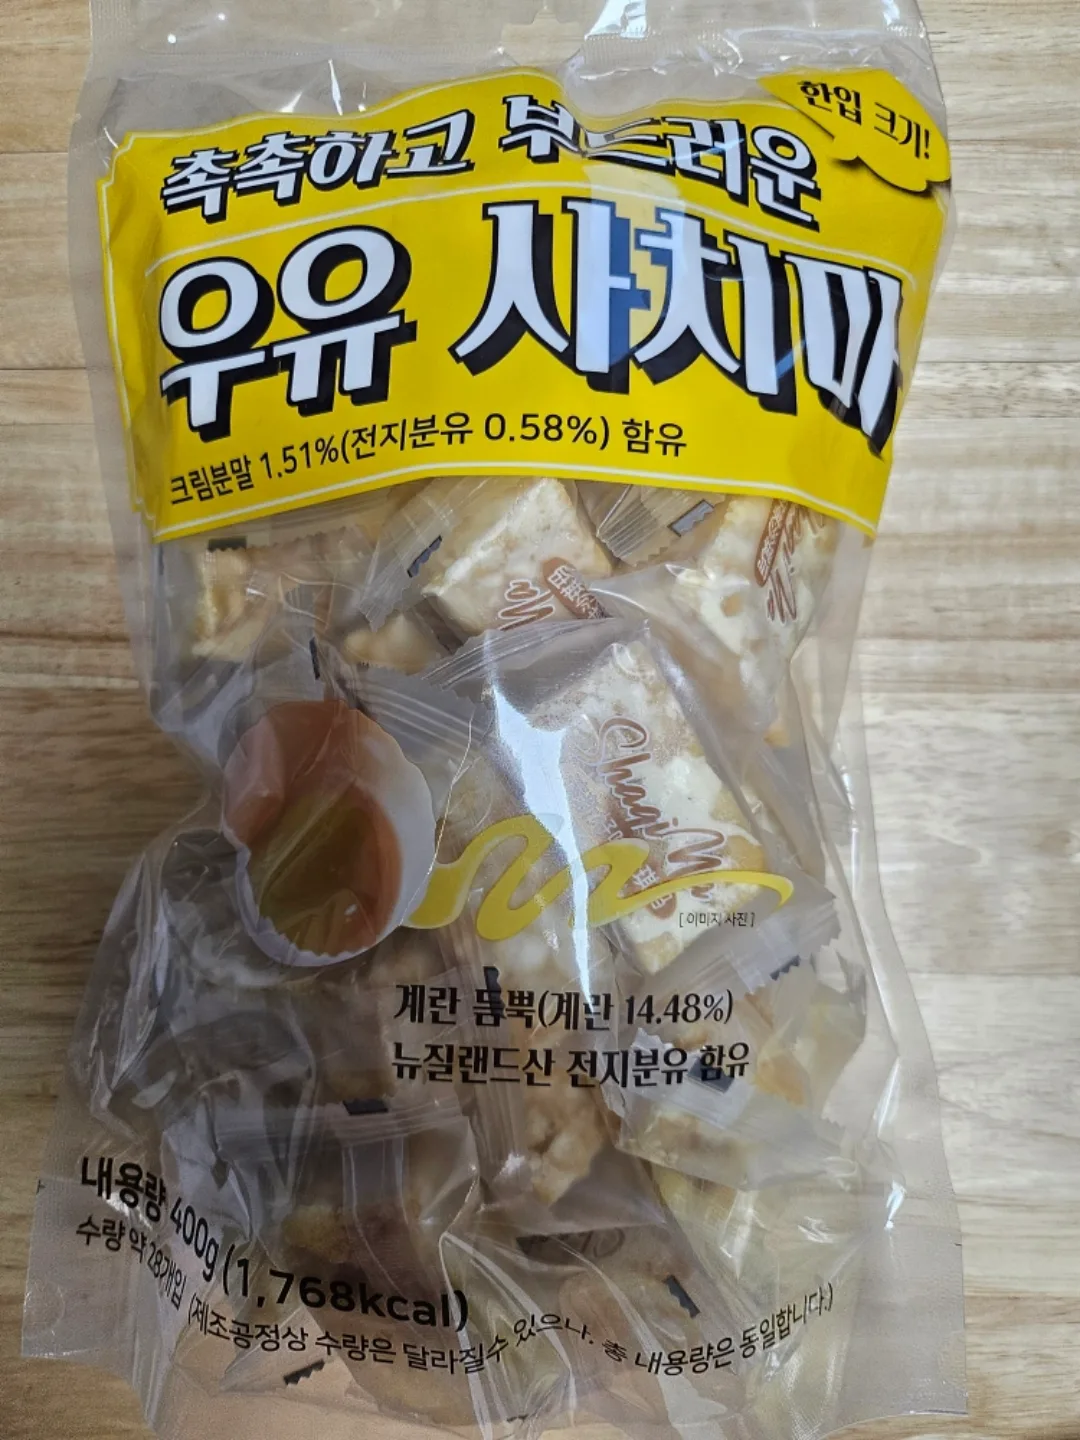 한입 크기!
촉촉하고 부드러운
우유 사치마
크림분말 1.51%(전지분유 0.58%) 함유
ShaqiMa
[이미지 사진]
계란 듬뿍(계란 14.48%)
뉴질랜드산 전지분유 함유
내용량 400g (1,768kcal)
수량 약 28개입 (제조공정상 수량은 달라질수 있으나, 총 내용량은 동일합니다.)